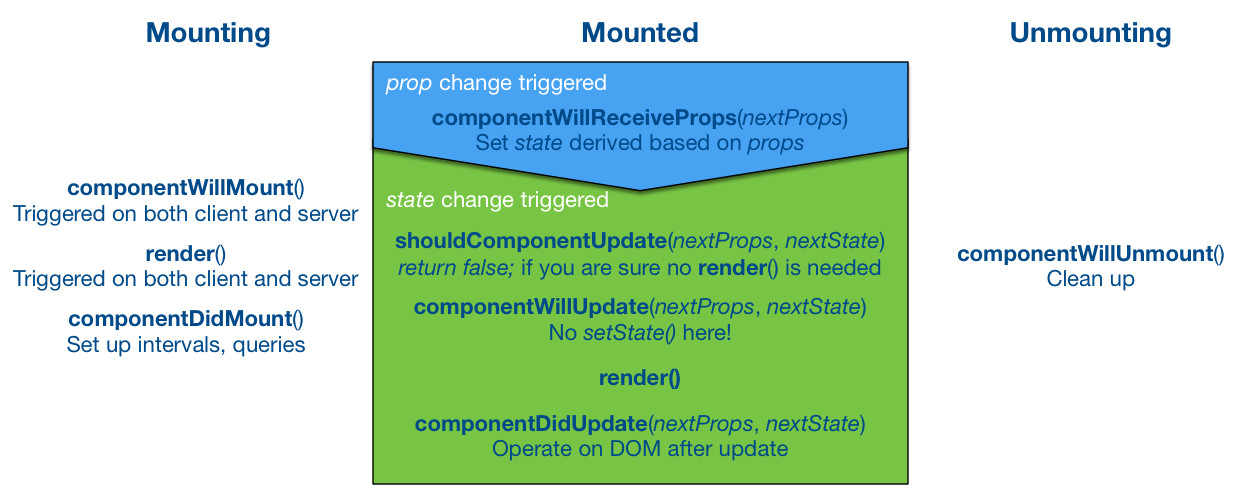 Mounting
componentWillMount()
Triggered on both client and server
render()
Triggered on both client and server
componentDidMount()
Set up intervals, queries
Mounted
prop change triggered
componentWillReceiveProps(nextProps)
Set state derived based on props
state change triggered
shouldComponentUpdate(nextProps, nextState)
return false; if you are sure no render() is needed
componentWillUpdate(nextProps, nextState)
No setState() here!
render()
componentDidUpdate(nextProps, nextState)
Operate on DOM after update
Unmounting
componentWillUnmount()
Clean up